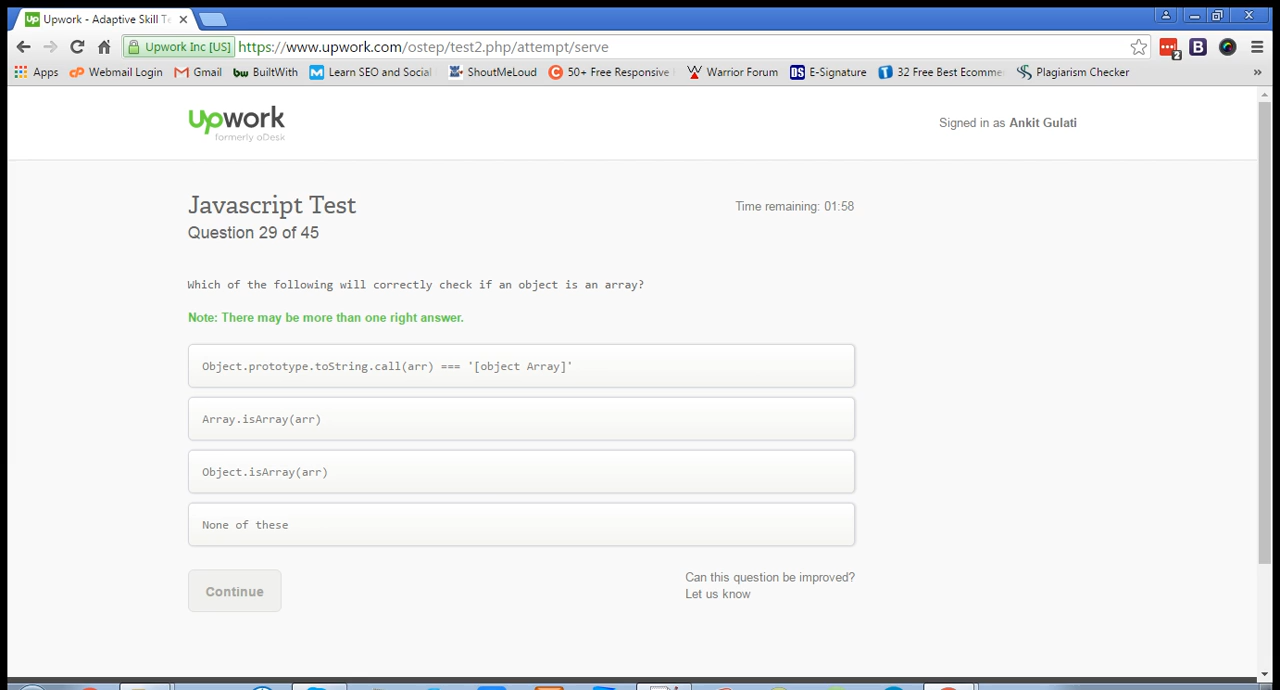 Upwork - Adaptive Skill Te
Upwork Inc [US]
https://www.upwork.com/ostep/test2.php/attempt/serve
2
B
Apps
cP Webmail Login
Gmail
bw BuiltWith
Learn SEO and Social
ShoutMeLoud
50+ Free Responsive
Warrior Forum
DS E-Signature
32 Free Best Ecomme
Plagiarism Checker
»
upwork
formerly oDesk
Signed in as Ankit Gulati
Javascript Test
Time remaining: 01:58
Question 29 of 45
Which of the following will correctly check if an object is an array?
Note: There may be more than one right answer.
Object.prototype.toString.call(arr) === '[object Array]'
Array.isArray(arr)
Object.isArray(arr)
None of these
Continue
Can this question be improved?
Let us know